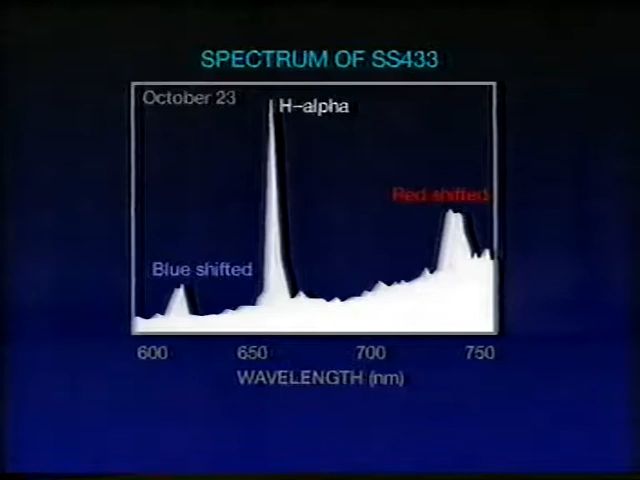 SPECTRUM OF SS433
October 23
H-alpha
Red shifted
Blue shifted
600 650 700 750
WAVELENGTH (nm)